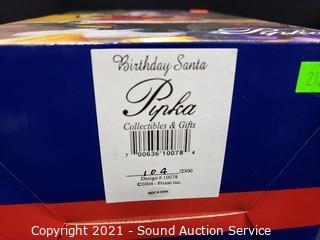 Birthday Santa
Pipka
Collectibles & Gifts
7 00636 10078 4
104 /2300
Design # 10078
©2004 - Prizm Inc.
MADE IN CHINA
Copyright 2021 - Sound Auction Service